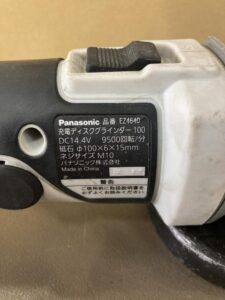 Panasonic 品番 EZ4640
充電ディスクグラインダー100
DC14.4V 9500回転/分
砥石 φ100×6×15mm
ネジサイズ M10
パナソニック株式会社
Made in China
警告